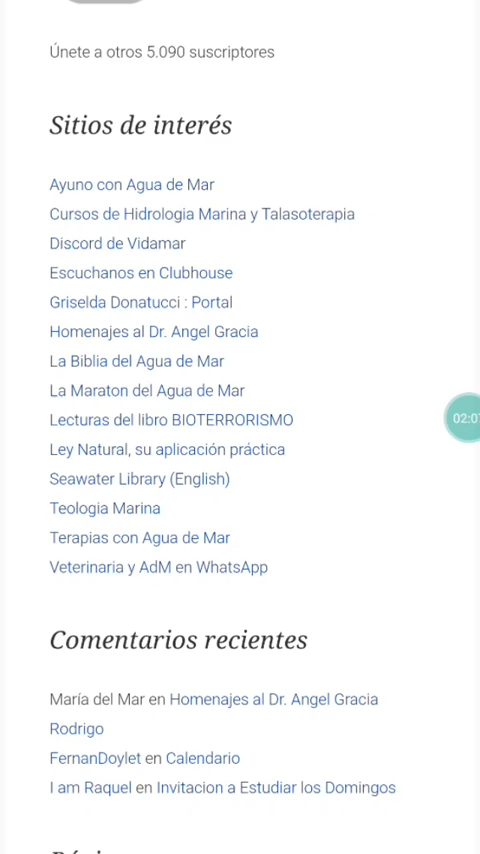 Únete a otros 5.090 suscriptores
Sitios de interés
Ayuno con Agua de Mar
Cursos de Hidrologia Marina y Talasoterapia
Discord de Vidamar
Escuchanos en Clubhouse
Griselda Donatucci : Portal
Homenajes al Dr. Angel Gracia
La Biblia del Agua de Mar
La Maraton del Agua de Mar
Lecturas del libro BIOTERRORISMO
Ley Natural, su aplicación práctica
Seawater Library (English)
Teologia Marina
Terapias con Agua de Mar
Veterinaria y AdM en WhatsApp
Comentarios recientes
María del Mar en Homenajes al Dr. Angel Gracia
Rodrigo
FernanDoylet en Calendario
I am Raquel en Invitacion a Estudiar los Domingos